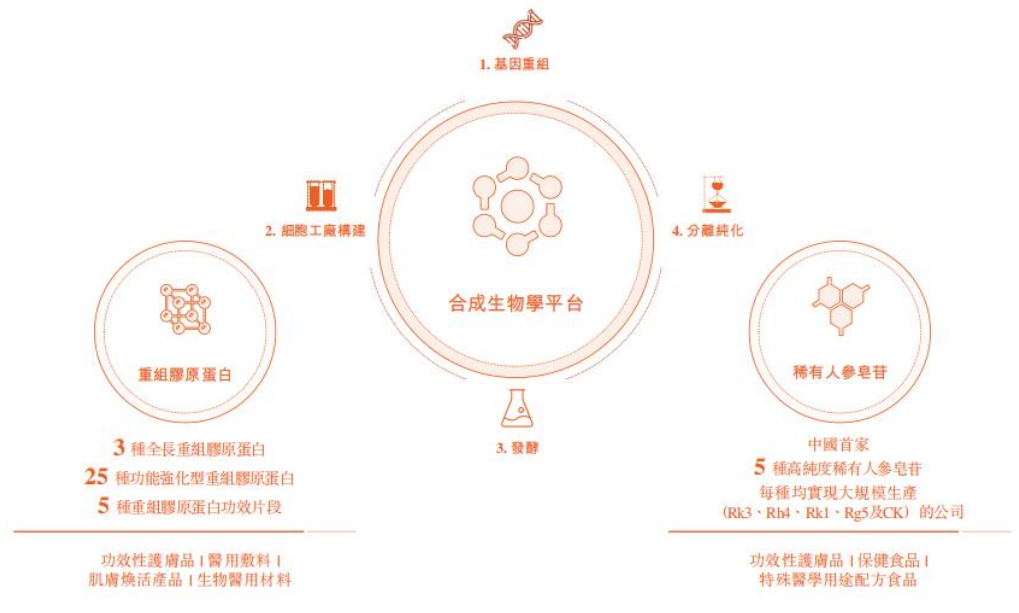 1. 基因重組
2. 細胞工廠構建
4. 分離純化
合成生物學平台
3. 發酵
重組膠原蛋白
3 種全長重組膠原蛋白
25 種功能強化型重組膠原蛋白
5 種重組膠原蛋白功效片段
功效性護膚品 | 醫用敷料 |
肌膚煥活產品 | 生物醫用材料
稀有人參皂苷
中國首家
5 種高純度稀有人參皂苷
每種均實現大規模生產
(Rk3、Rh4、Rk1、Rg5及CK) 的公司
功效性護膚品 | 保健食品 |
特殊醫學用途配方食品